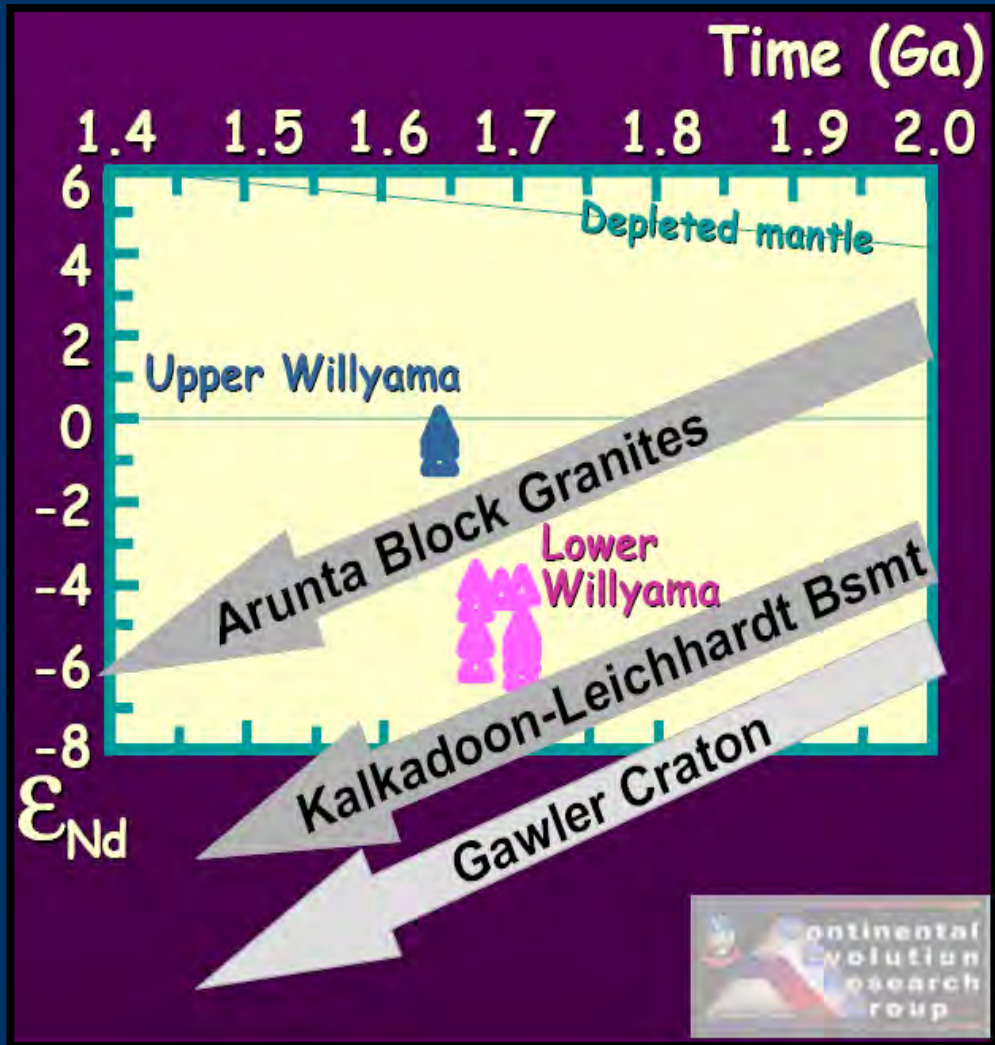 Time (Ga)
1.4 1.5 1.6 1.7 1.8 1.9 2.0
6
Depleted mantle
4
2
Upper Willyama
0
Arunta Block Granites
-2
Lower
Willyama
-4
Kalkadoon-Leichhardt Bsmt
-6
Gawler Craton
-8
εNd
ontinental
volution
esearch
roup